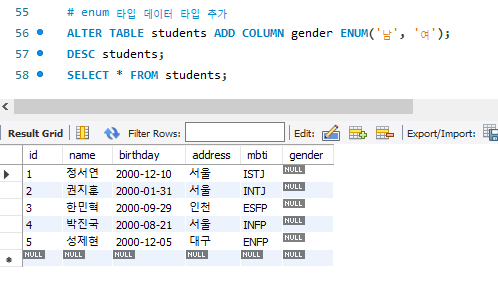 55 # enum 타입 데이터 타입 추가
56 ALTER TABLE students ADD COLUMN gender ENUM('남', '여');
57 DESC students;
58 SELECT * FROM students;
Result Grid Filter Rows: Edit: Export/Import:
id name birthday address mbti gender
1 정서연 2000-12-10 서울 ISTJ NULL
2 권지훈 2000-01-31 서울 INTJ NULL
3 한민혁 2000-09-29 인천 ESFP NULL
4 박진국 2000-08-21 서울 INFP NULL
5 성제현 2000-12-05 대구 ENFP NULL
NULL NULL NULL NULL NULL NULL